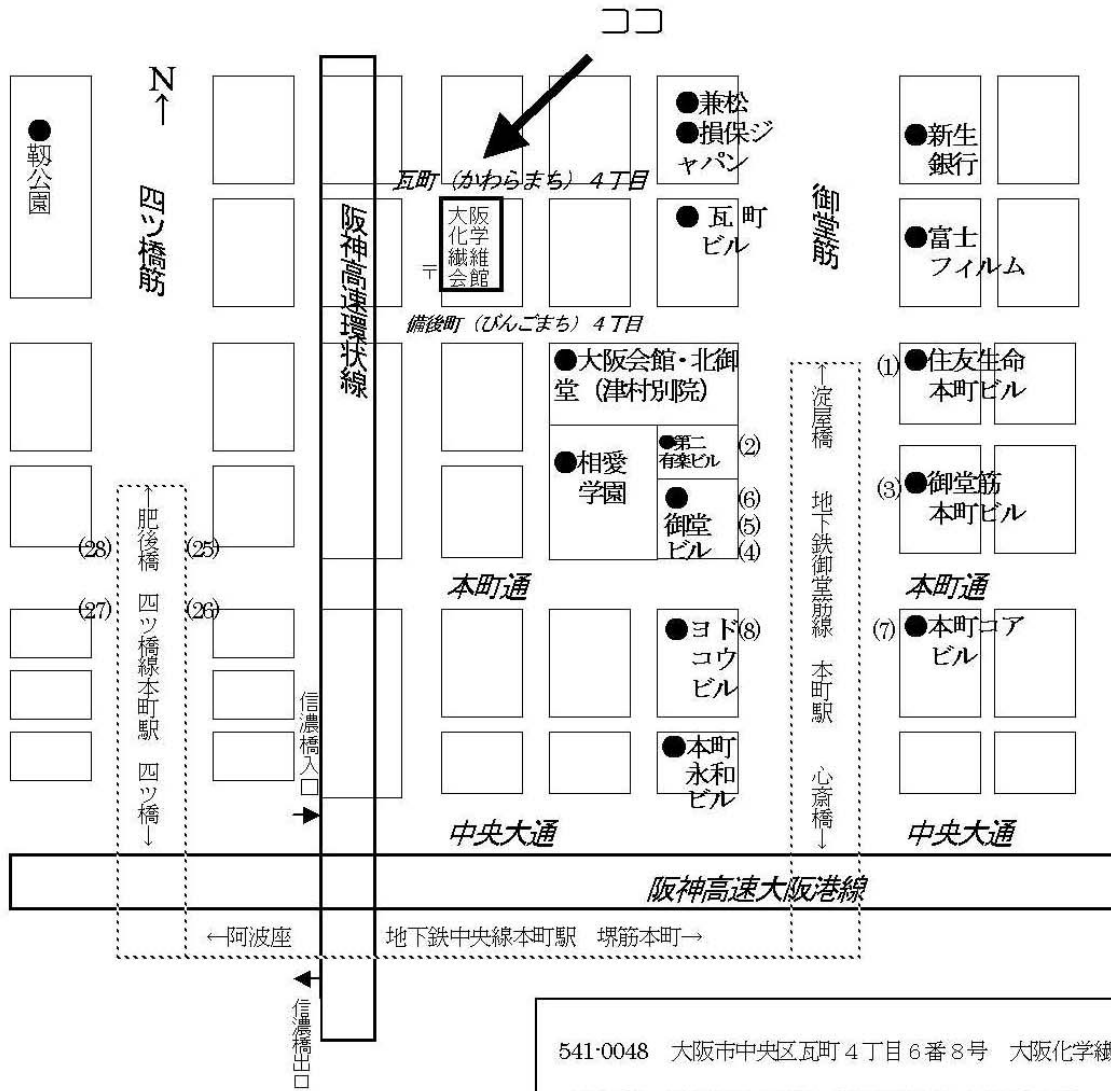 ココ
N
↑
●
靱公園
四ツ橋筋
阪神高速環状線
瓦町（かわらまち）４丁目
大阪
化学
繊維
会館
〒
備後町（びんごまち）４丁目
●兼松
●損保ジ
ャパン
● 瓦 町
ビル
御堂筋
●新生
銀行
●富士
フィルム
●大阪会館・北御
堂（津村別院）
●相愛
学園
●第二
有楽ビル
(2)
●
御堂
ビル
(6)
(5)
(4)
←淀屋橋　地下鉄御堂筋線　本町駅　心斎橋→
(1)
●住友生命
本町ビル
(3)
●御堂筋
本町ビル
(28)
(25)
(27)
(26)
←肥後橋　四ツ橋線本町駅　四ツ橋→
本町通
本町通
●ヨド
コウ
ビル
(8)
(7)
●本町コア
ビル
信濃橋入口
→
●本町
永和
ビル
中央大通
中央大通
阪神高速大阪港線
←阿波座　地下鉄中央線本町駅　堺筋本町→
←
信濃橋出口
541-0048　大阪市中央区瓦町４丁目６番８号　大阪化学繊